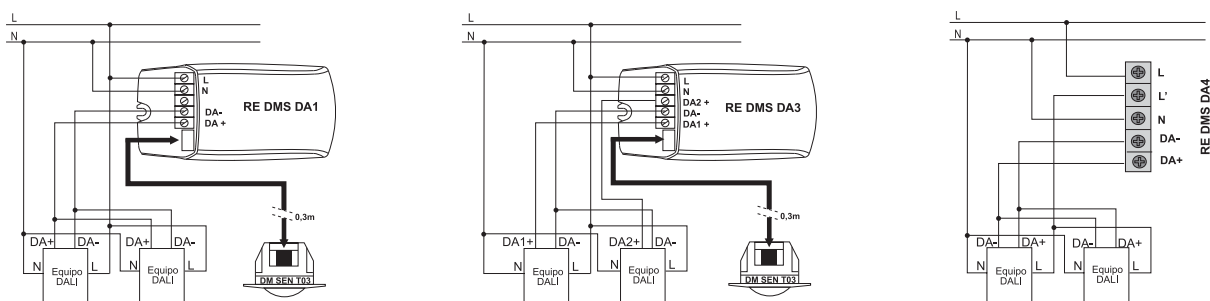 L
N
L
N
DA-
DA +
RE DMS DA1
0,3m
DA+ DA- DA+ DA-
N Equipo DALI L N Equipo DALI L
DM SEN T03
L
N
L
N
DA2 +
DA-
DA1 +
RE DMS DA3
0,3m
DA1+ DA- DA2+ DA-
N Equipo DALI L N Equipo DALI L
DM SEN T03
L
N
L
L'
N
DA-
DA+
RE DMS DA4
DA- DA+ DA- DA+
N Equipo DALI L N Equipo DALI L